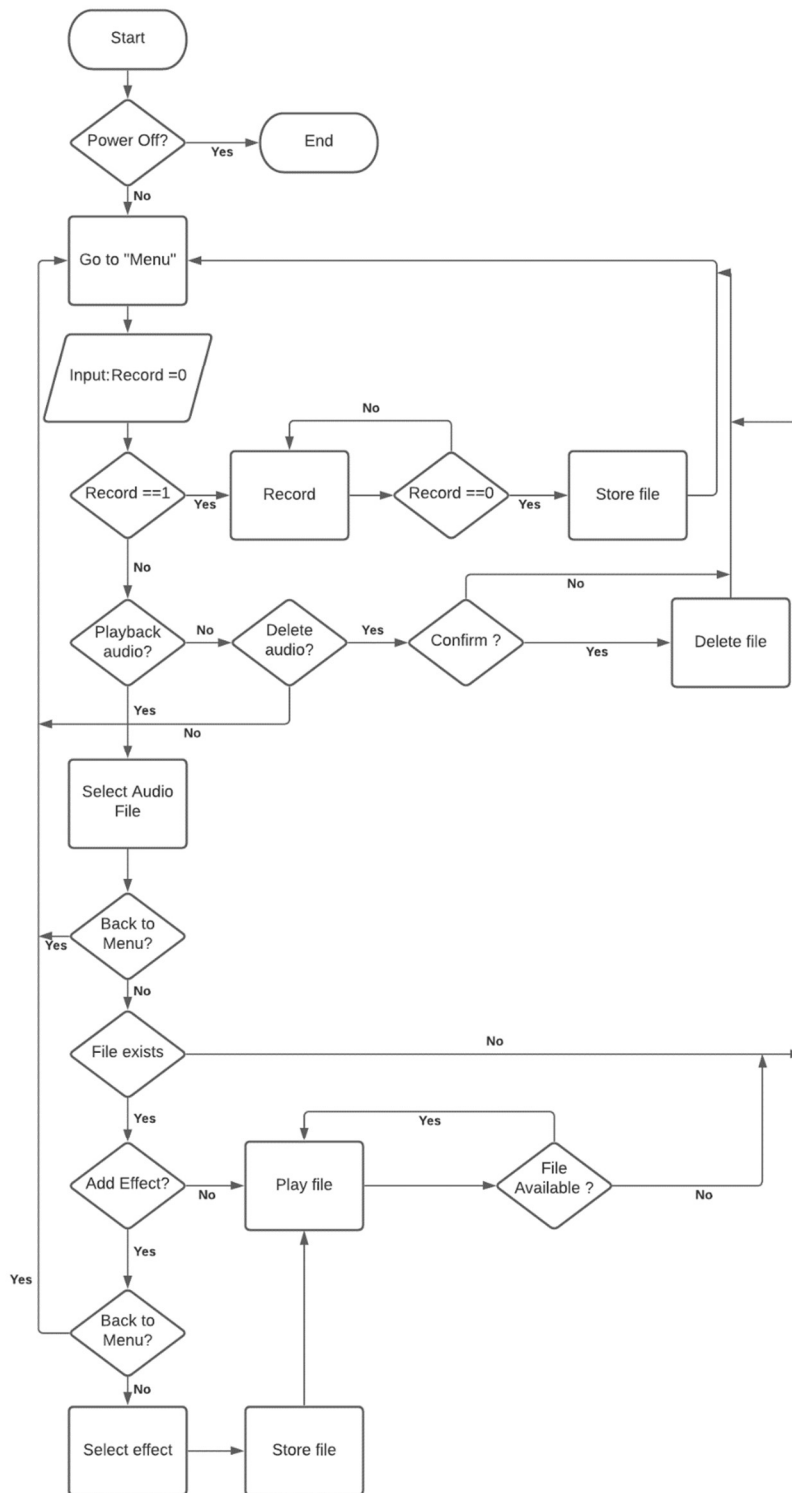 Start
Power Off?
Yes
End
No
Go to "Menu"
Input:Record =0
No
Record ==1
Yes
Record
Record ==0
Yes
Store file
No
No
Playback
audio?
No
Delete
audio?
Yes
Confirm ?
Yes
Delete file
Yes
No
Select Audio
File
Back to
Menu?
Yes
No
File exists
No
Yes
Yes
Add Effect?
No
Play file
File
Available ?
No
Yes
Yes
Back to
Menu?
No
Select effect
Store file